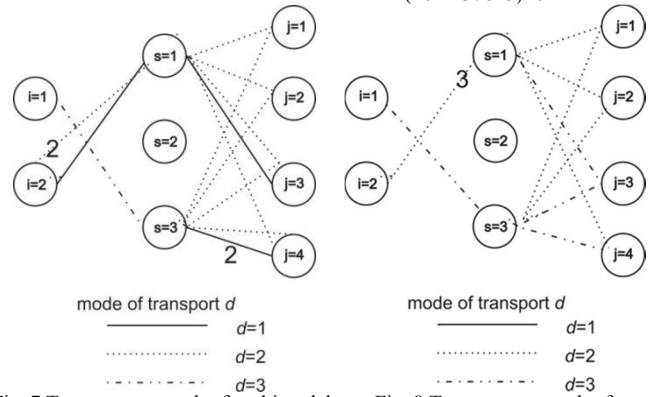 j=1
s=1
j=2
i=1
2
s=2
i=2
j=3
s=3
2
j=4
mode of transport d
d=1
d=2
d=3
j=1
s=1
3
j=2
i=1
s=2
i=2
j=3
s=3
j=4
mode of transport d
d=1
d=2
d=3